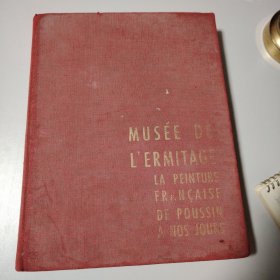 MUSÉE DE
L'ERMITAGE
LA PEINTURE
FRANÇAISE
DE POUSSIN
A NOS JOURS